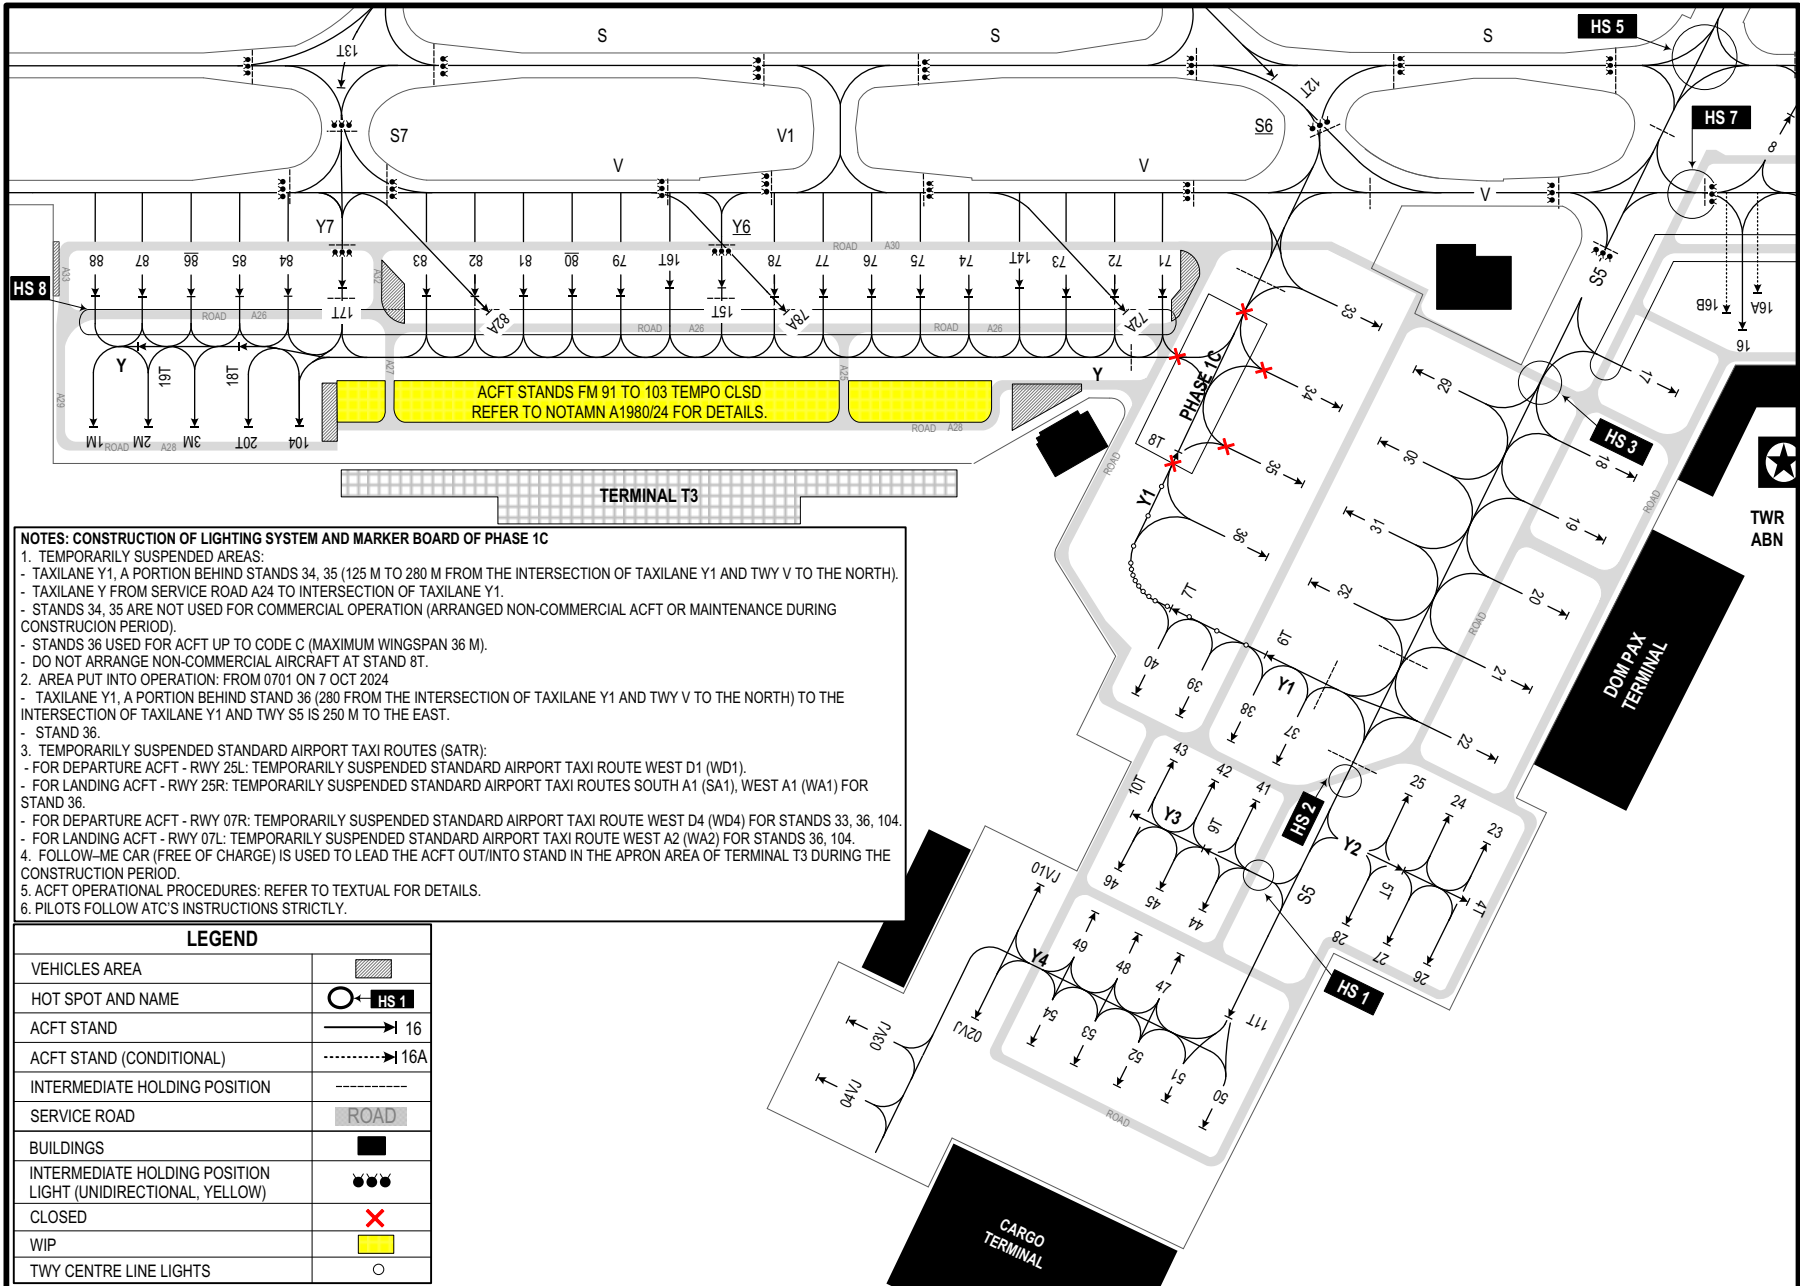 S
S
S
HS 5
13T
12T
HS 7
S7
V1
S6
8
V
V
V
Y7
Y6
ROAD A30
S5
A33
88
87
86
85
84
A32
83
82
81
80
79
16T
78
77
76
75
74
14T
73
72
71
HS 8
ROAD A26
17T
82A
ROAD A26
15T
78A
ROAD A26
72A
33
16B
16A
16
Y
19T
18T
A27
A25
Y
PHASE 1C
34
29
17
A29
ACFT STANDS FM 91 TO 103 TEMPO CLSD
REFER TO NOTAMN A1980/24 FOR DETAILS.
ROAD A28
1M
2M
3M
20T
104
ROAD A28
8T
35
30
HS 3
18
ROAD
ROAD
TERMINAL T3
Y1
36
31
19
TWR
ABN
NOTES: CONSTRUCTION OF LIGHTING SYSTEM AND MARKER BOARD OF PHASE 1C
1. TEMPORARILY SUSPENDED AREAS:
- TAXILANE Y1, A PORTION BEHIND STANDS 34, 35 (125 M TO 280 M FROM THE INTERSECTION OF TAXILANE Y1 AND TWY V TO THE NORTH).
- TAXILANE Y FROM SERVICE ROAD A24 TO INTERSECTION OF TAXILANE Y1.
- STANDS 34, 35 ARE NOT USED FOR COMMERCIAL OPERATION (ARRANGED NON-COMMERCIAL ACFT OR MAINTENANCE DURING
CONSTRUCION PERIOD).
- STANDS 36 USED FOR ACFT UP TO CODE C (MAXIMUM WINGSPAN 36 M).
- DO NOT ARRANGE NON-COMMERCIAL AIRCRAFT AT STAND 8T.
2. AREA PUT INTO OPERATION: FROM 0701 ON 7 OCT 2024
- TAXILANE Y1, A PORTION BEHIND STAND 36 (280 FROM THE INTERSECTION OF TAXILANE Y1 AND TWY V TO THE NORTH) TO THE
INTERSECTION OF TAXILANE Y1 AND TWY S5 IS 250 M TO THE EAST.
- STAND 36.
3. TEMPORARILY SUSPENDED STANDARD AIRPORT TAXI ROUTES (SATR):
- FOR DEPARTURE ACFT - RWY 25L: TEMPORARILY SUSPENDED STANDARD AIRPORT TAXI ROUTE WEST D1 (WD1).
- FOR LANDING ACFT - RWY 25R: TEMPORARILY SUSPENDED STANDARD AIRPORT TAXI ROUTES SOUTH A1 (SA1), WEST A1 (WA1) FOR
STAND 36.
- FOR DEPARTURE ACFT - RWY 07R: TEMPORARILY SUSPENDED STANDARD AIRPORT TAXI ROUTE WEST D4 (WD4) FOR STANDS 33, 36, 104.
- FOR LANDING ACFT - RWY 07L: TEMPORARILY SUSPENDED STANDARD AIRPORT TAXI ROUTE WEST A2 (WA2) FOR STANDS 36, 104.
4. FOLLOW–ME CAR (FREE OF CHARGE) IS USED TO LEAD THE ACFT OUT/INTO STAND IN THE APRON AREA OF TERMINAL T3 DURING THE
CONSTRUCTION PERIOD.
5. ACFT OPERATIONAL PROCEDURES: REFER TO TEXTUAL FOR DETAILS.
6. PILOTS FOLLOW ATC'S INSTRUCTIONS STRICTLY.
7T
32
20
ROAD
6T
40
39
38
37
Y1
21
22
DOM PAX
TERMINAL
43
42
41
10T
Y3
9T
HS 2
25
24
23
Y2
46
45
44
S5
5T
4T
28
27
26
HS 1
01VJ
Y4
49
48
47
02VJ
54
53
52
51
50
11T
03VJ
04VJ
ROAD
CARGO
TERMINAL
LEGEND
VEHICLES AREA
HOT SPOT AND NAME HS 1
ACFT STAND 16
ACFT STAND (CONDITIONAL) 16A
INTERMEDIATE HOLDING POSITION
SERVICE ROAD ROAD
BUILDINGS
INTERMEDIATE HOLDING POSITION
LIGHT (UNIDIRECTIONAL, YELLOW)
CLOSED
WIP
TWY CENTRE LINE LIGHTS